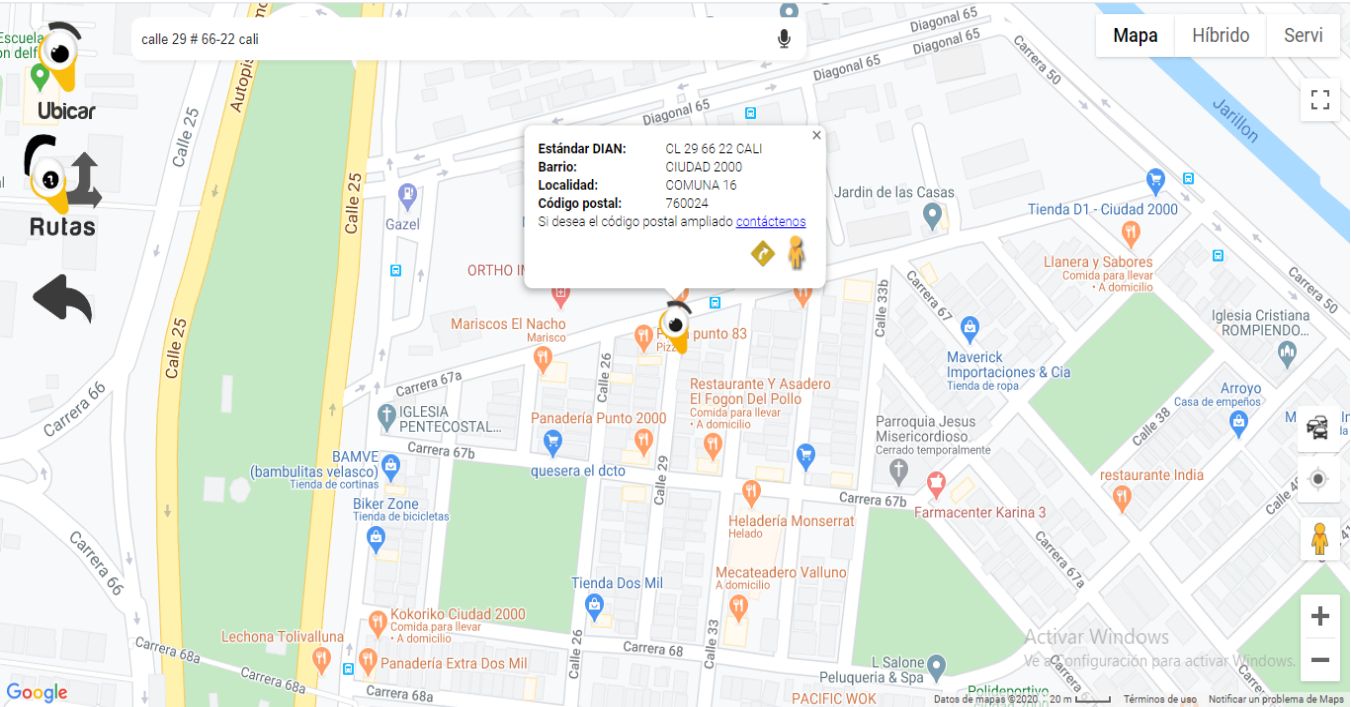 calle 29 # 66-22 cali
Mapa
Híbrido
Servi
Escuela
Ubicar
Rutas
Estándar DIAN: CL 29 66 22 CALI
Barrio: CIUDAD 2000
Localidad: COMUNA 16
Código postal: 760024
Si desea el código postal ampliado contáctenos
Diagonal 65
Diagonal 65
Diagonal 65
Diagonal 65
Carrera 50
Jarillon
Calle 25
Calle 25
Calle 25
Gazel
Jardin de las Casas
Tienda D1 - Ciudad 2000
Llanera y Sabores
Comida para llevar
• A domicilio
Carrera 50
Iglesia Cristiana
ROMPIENDO...
ORTHO
Mariscos El Nacho
Marisco
punto 83
Carrera 67
Calle 33b
Maverick
Importaciones & Cia
Tienda de ropa
Carrera 66
Carrera 67a
Calle 26
Restaurante Y Asadero
El Fogon Del Pollo
Comida para llevar
• A domicilio
Arroyo
Casa de empeños
Calle 38
IGLESIA
PENTECOSTAL...
Panadería Punto 2000
Parroquia Jesus
Misericordioso
Cerrado temporalmente
Carrera 67b
BAMVE
(bambulitas velasco)
Tienda de cortinas
quesera el dcto
Calle 29
restaurante India
Carrera 67b
Farmacenter Karina 3
Biker Zone
Tienda de bicicletas
Heladería Monserrat
Helado
Carrera 66
Carrera 67a
Tienda Dos Mil
Mecateadero Valluno
A domicilio
Kokoriko Ciudad 2000
Comida para llevar
• A domicilio
Lechona Tolivalluna
Calle 26
Calle 33
Carrera 68
Carrera 68a
Panadería Extra Dos Mil
Carrera 68a
Carrera 68a
L Salone
Peluqueria & Spa
Activar Windows
Ve a Configuración para activar Windows.
PACIFIC WOK
Polideportivo
Google
Datos de mapas ©2020
20 m
Términos de uso
Notificar un problema de Maps